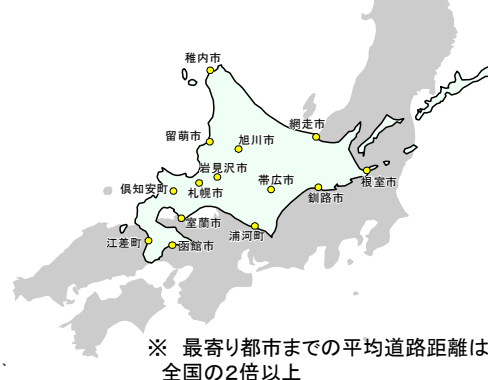 稚内市
網走市
留萌市
旭川市
岩見沢市
倶知安町
札幌市
帯広市
根室市
釧路市
室蘭市
浦河町
江差町
函館市
※ 最寄り都市までの平均道路距離は
全国の2倍以上
、